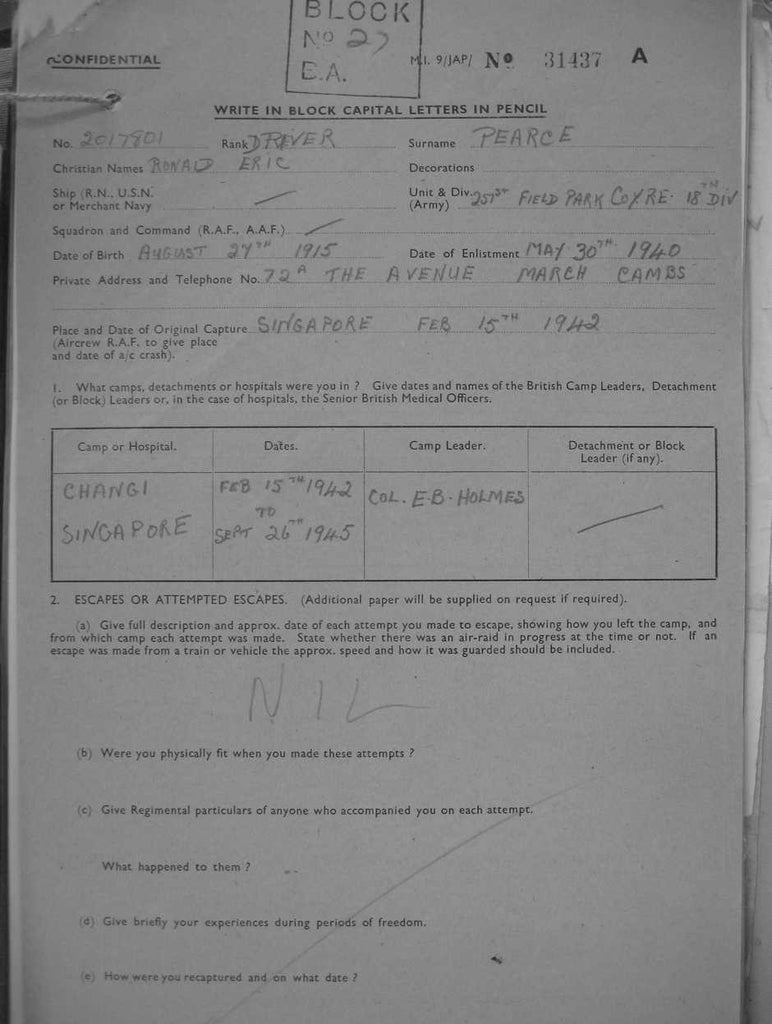 BLOCK
No 27
E.A.
CONFIDENTIAL
M.I. 9/JAP/ No 31437 A
WRITE IN BLOCK CAPITAL LETTERS IN PENCIL
No. 2017801 Rank DRIVER Surname PEARCE
Christian Names RONALD ERIC Decorations
Ship (R.N., U.S.N. or Merchant Navy — Unit & Div. (Army) 251ST FIELD PARK COY RE. 18TH DIV
Squadron and Command (R.A.F., A.A.F.) —
Date of Birth AUGUST 27TH 1915 Date of Enlistment MAY 30TH 1940
Private Address and Telephone No. 72A THE AVENUE MARCH CAMBS
Place and Date of Original Capture SINGAPORE FEB 15TH 1942
(Aircrew R.A.F. to give place
and date of a/c crash).
1. What camps, detachments or hospitals were you in ? Give dates and names of the British Camp Leaders, Detachment
(or Block) Leaders or, in the case of hospitals, the Senior British Medical Officers.
Camp or Hospital. Dates. Camp Leader. Detachment or Block
Leader (if any).
CHANGI FEB 15TH 1942 COL. E.B. HOLMES —
TO
SINGAPORE SEPT 26TH 1945
2. ESCAPES OR ATTEMPTED ESCAPES. (Additional paper will be supplied on request if required).
(a) Give full description and approx. date of each attempt you made to escape, showing how you left the camp, and
from which camp each attempt was made. State whether there was an air-raid in progress at the time or not. If an
escape was made from a train or vehicle the approx. speed and how it was guarded should be included.
NIL
(b) Were you physically fit when you made these attempts ?
(c) Give Regimental particulars of anyone who accompanied you on each attempt.
What happened to them ?
(d) Give briefly your experiences during periods of freedom.
(e) How were you recaptured and on what date ?